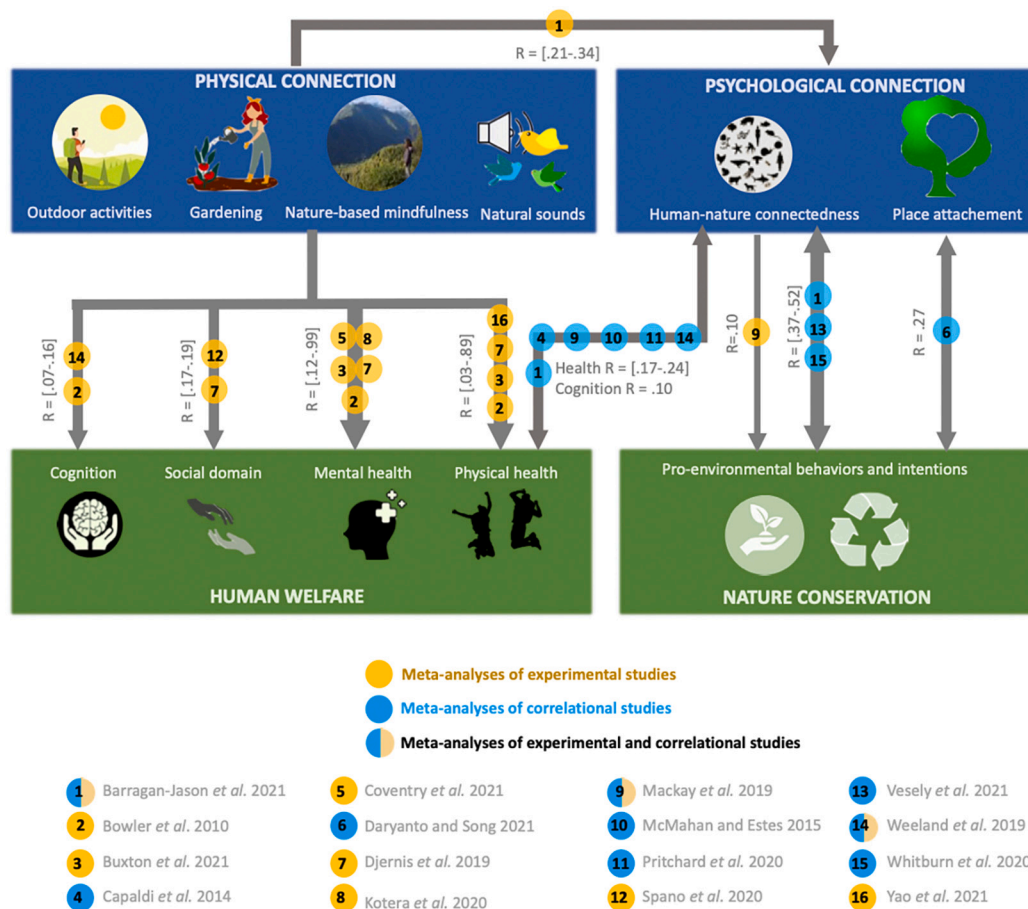 1
R = [.21-.34]
PHYSICAL CONNECTION
PSYCHOLOGICAL CONNECTION
Outdoor activities
Gardening
Nature-based mindfulness
Natural sounds
Human-nature connectedness
Place attachement
R = [.07-.16]
14
2
R = [.17-.19]
12
7
R = [.12-.99]
5
8
3
7
2
R = [.03-.89]
16
7
3
2
4
9
10
11
14
1
Health R = [.17-.24]
Cognition R = .10
R=,.10
9
R = [.37-.52]
1
13
15
R = .27
6
Cognition
Social domain
Mental health
Physical health
Pro-environmental behaviors and intentions
HUMAN WELFARE
NATURE CONSERVATION
Meta-analyses of experimental studies
Meta-analyses of correlational studies
Meta-analyses of experimental and correlational studies
1 Barragan-Jason et al. 2021
2 Bowler et al. 2010
3 Buxton et al. 2021
4 Capaldi et al. 2014
5 Coventry et al. 2021
6 Daryanto and Song 2021
7 Djernis et al. 2019
8 Kotera et al. 2020
9 Mackay et al. 2019
10 McMahan and Estes 2015
11 Pritchard et al. 2020
12 Spano et al. 2020
13 Vesely et al. 2021
14 Weeland et al. 2019
15 Whitburn et al. 2020
16 Yao et al. 2021